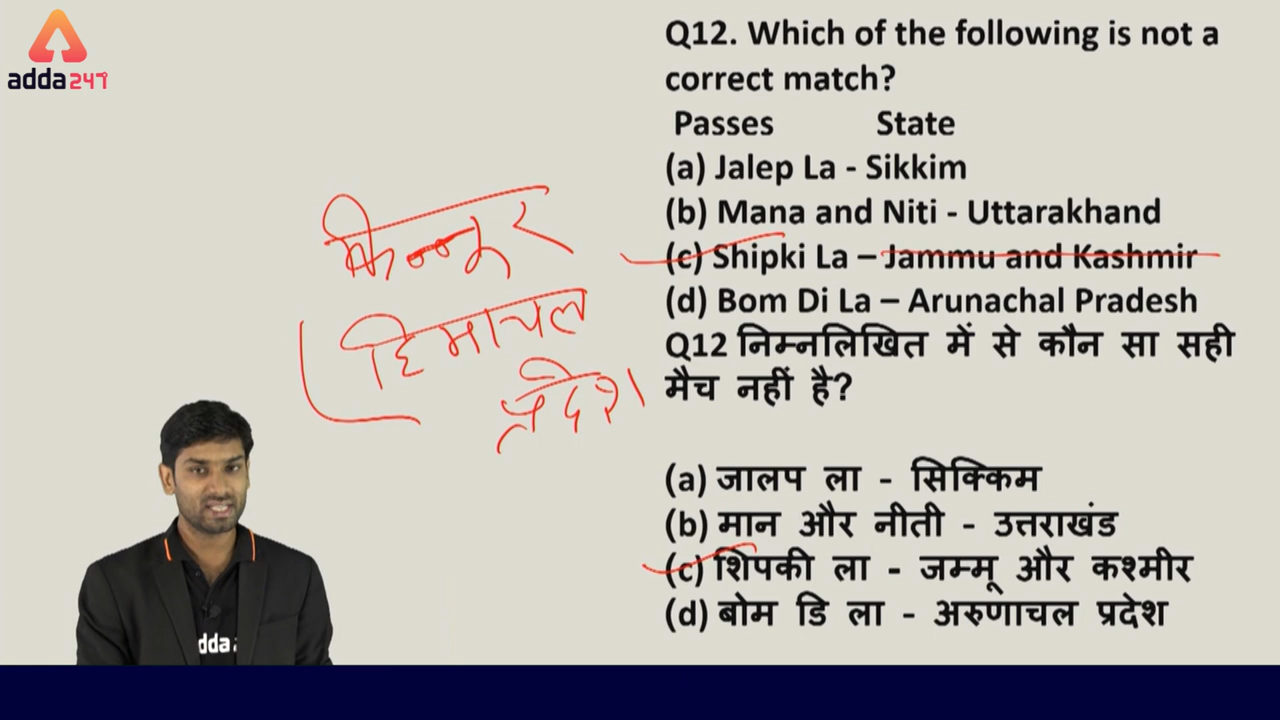 adda247
Q12. Which of the following is not a
correct match?
Passes State
(a) Jalep La - Sikkim
(b) Mana and Niti - Uttarakhand
(c) Shipki La – Jammu and Kashmir
(d) Bom Di La – Arunachal Pradesh
Q12 निम्नलिखित में से कौन सा सही
मैच नहीं है?
(a) जालप ला - सिक्किम
(b) मान और नीती - उत्तराखंड
(c) शिपकी ला - जम्मू और कश्मीर
(d) बोम डि ला - अरुणाचल प्रदेश
किन्नूर
हिमाचल
प्रदेश
adda